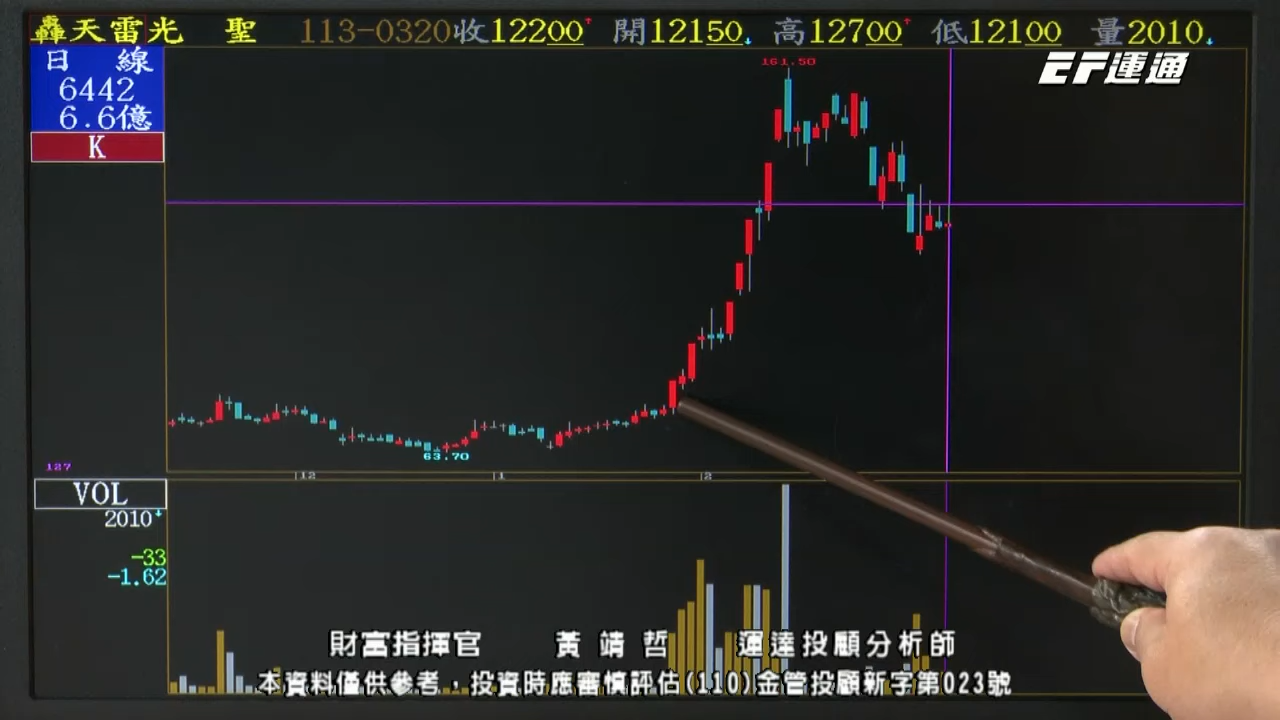 轟天雷光 聖 113-0320收12200↑ 開12150↓ 高12700↑ 低12100 量2010↓
日 線
6442
6.6億
K
EF運通
161.50
63.70
127
12 1 2
VOL
2010↓
-33
-1.62
財富指揮官 黃靖哲 運達投顧分析師
本資料僅供參考，投資時應審慎評估(110)金管投顧新字第023號